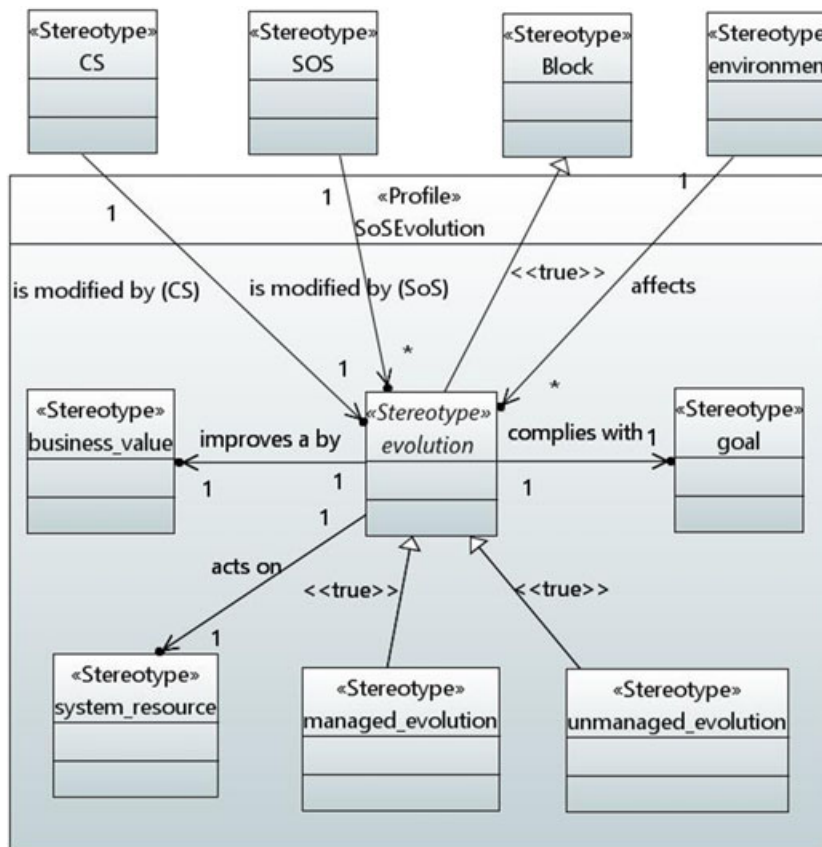 «Stereotype»
CS
«Stereotype»
SOS
«Stereotype»
Block
«Stereotype
environmen
1
1
«Profile»
SoSEvolution
1
is modified by (CS)
is modified by (SoS)
<<true>>
affects
1
*
*
«Stereotype»
business_value
improves a by
1
1
«Stereotype»
evolution
complies with
1
1
«Stereotype»
goal
1
acts on
1
<<true>>
<<true>>
«Stereotype»
system_resource
«Stereotype»
managed_evolution
«Stereotype»
unmanaged_evolution